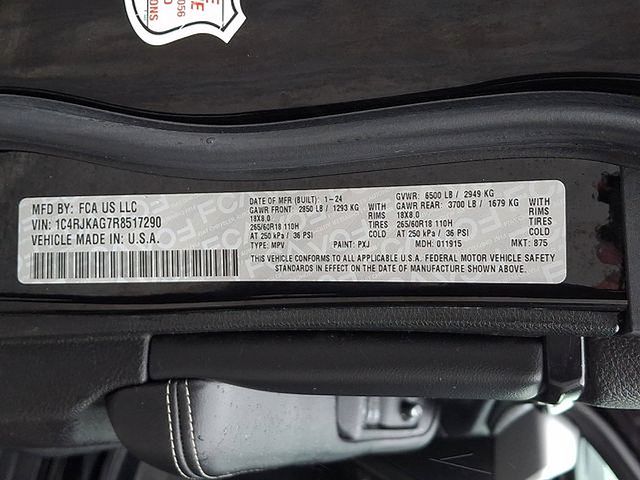 056
E
IONS
MFD BY: FCA US LLC
VIN: 1C4RJKAG7R8517290
VEHICLE MADE IN: U.S.A.
DATE OF MFR (BUILT): 1-24
GAWR FRONT: 2850 LB / 1293 KG WITH
18X8.0 RIMS
265/60R18 110H TIRES
AT 250 kPa / 36 PSI COLD
TYPE: MPV PAINT: PXJ
GVWR: 6500 LB / 2949 KG
GAWR REAR: 3700 LB / 1679 KG WITH
18X8.0 RIMS
265/60R18 110H TIRES
AT 250 kPa / 36 PSI COLD
MDH: 011915 MKT: 875
THIS VEHICLE CONFORMS TO ALL APPLICABLE U.S.A. FEDERAL MOTOR VEHICLE SAFETY
STANDARDS IN EFFECT ON THE DATE OF MANUFACTURE SHOWN ABOVE.